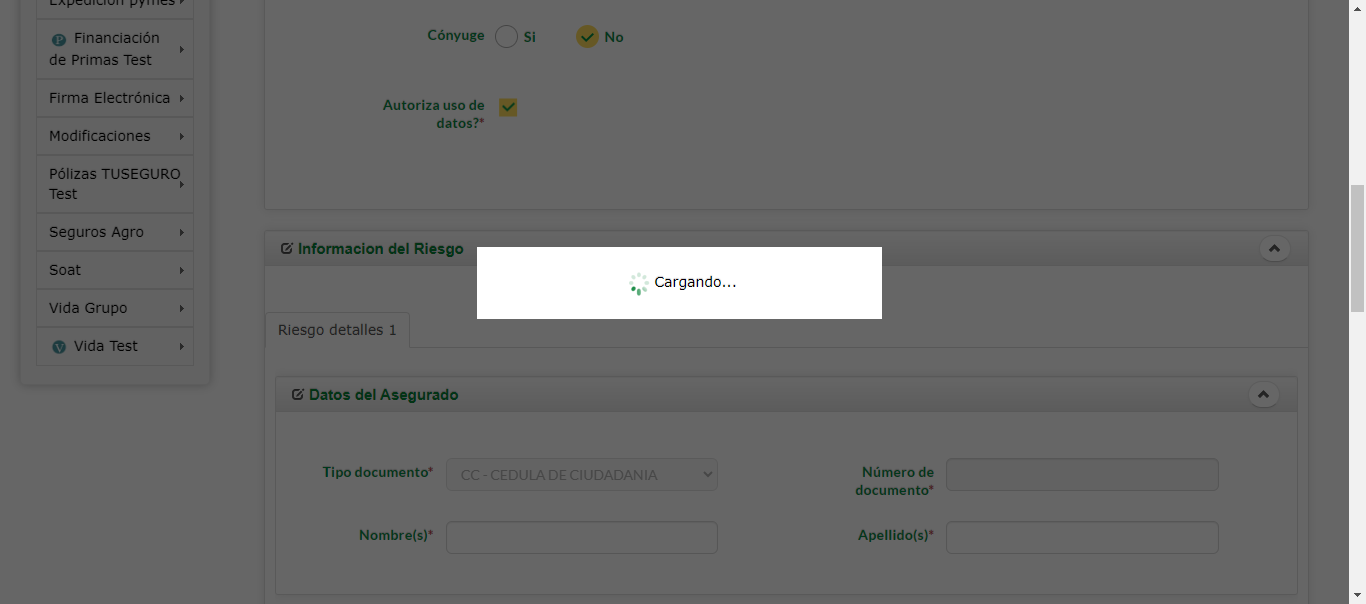 Expedición pymes
Financiación
de Primas Test
Firma Electrónica
Modificaciones
Pólizas TUSEGURO
Test
Seguros Agro
Soat
Vida Grupo
Vida Test
Cónyuge Si No
Autoriza uso de
datos?*
Informacion del Riesgo
Cargando...
Riesgo detalles 1
Datos del Asegurado
Tipo documento* CC - CEDULA DE CIUDADANIA
Número de
documento*
Nombre(s)*
Apellido(s)*